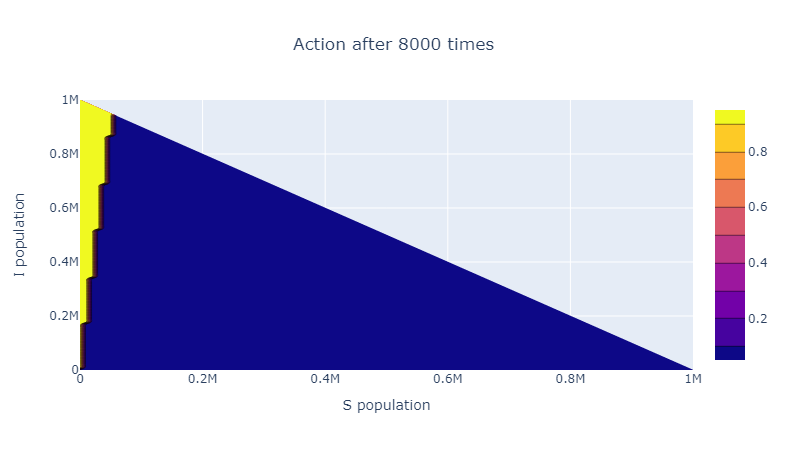 Action after 8000 times
1M
0.8M
0.6M
0.4M
0.2M
0
I population
0
0.2M
0.4M
0.6M
0.8M
1M
S population
0.8
0.6
0.4
0.2